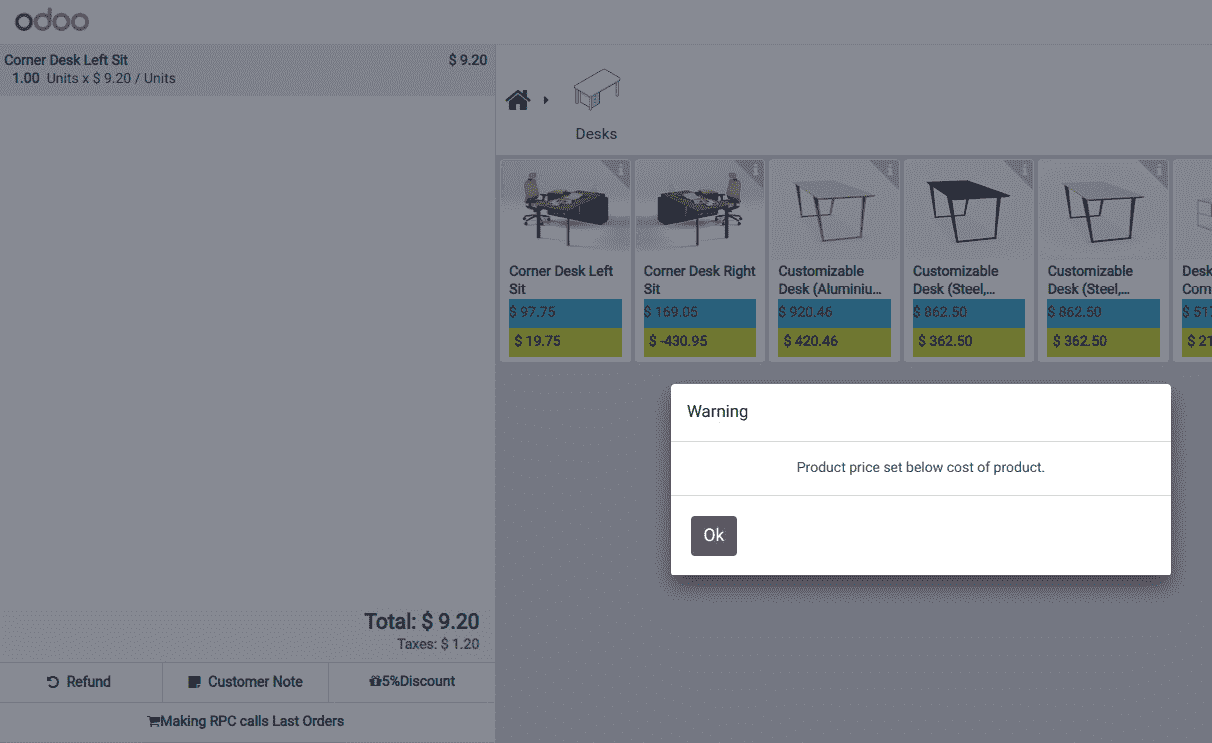 odoo
Corner Desk Left Sit $ 9.20
1.00 Units x $ 9.20 / Units
Desks
Corner Desk Left
Sit
$ 97.75
$ 19.75
Corner Desk Right
Sit
$ 169.05
$ -430.95
Customizable
Desk (Aluminiu...
$ 920.46
$ 420.46
Customizable
Desk (Steel,...
$ 862.50
$ 362.50
Customizable
Desk (Steel,...
$ 862.50
$ 362.50
Desk
Com
$ 517
$ 21
Warning
Product price set below cost of product.
Ok
Total: $ 9.20
Taxes: $ 1.20
Refund
Customer Note
5%Discount
Making RPC calls Last Orders